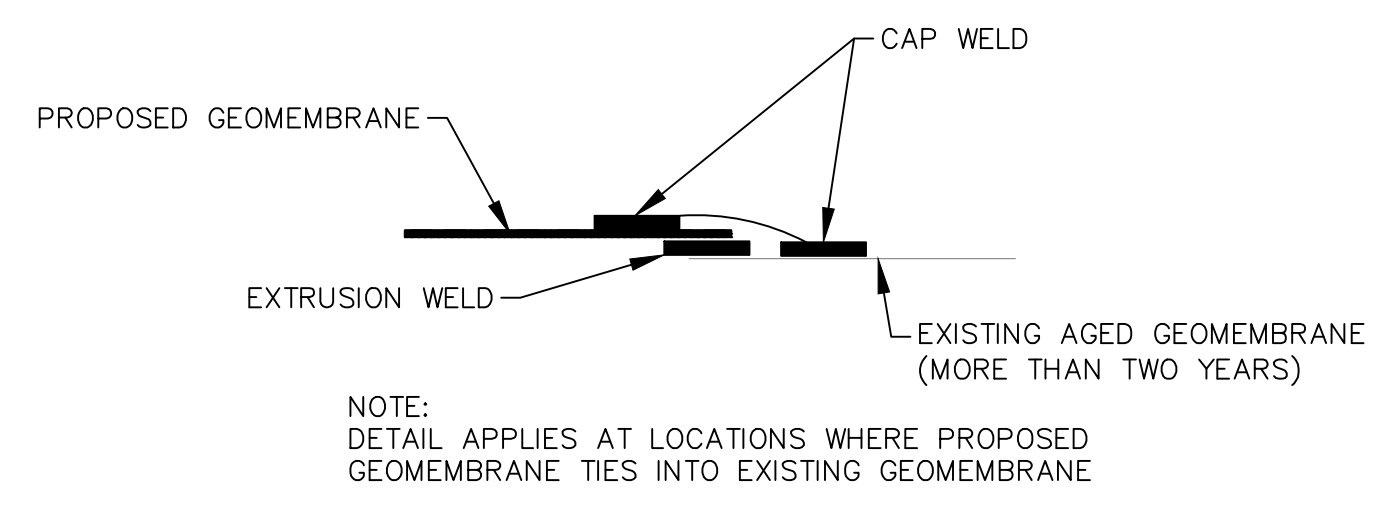 CAP WELD
PROPOSED GEOMEMBRANE
EXTRUSION WELD
EXISTING AGED GEOMEMBRANE
(MORE THAN TWO YEARS)
NOTE:
DETAIL APPLIES AT LOCATIONS WHERE PROPOSED
GEOMEMBRANE TIES INTO EXISTING GEOMEMBRANE